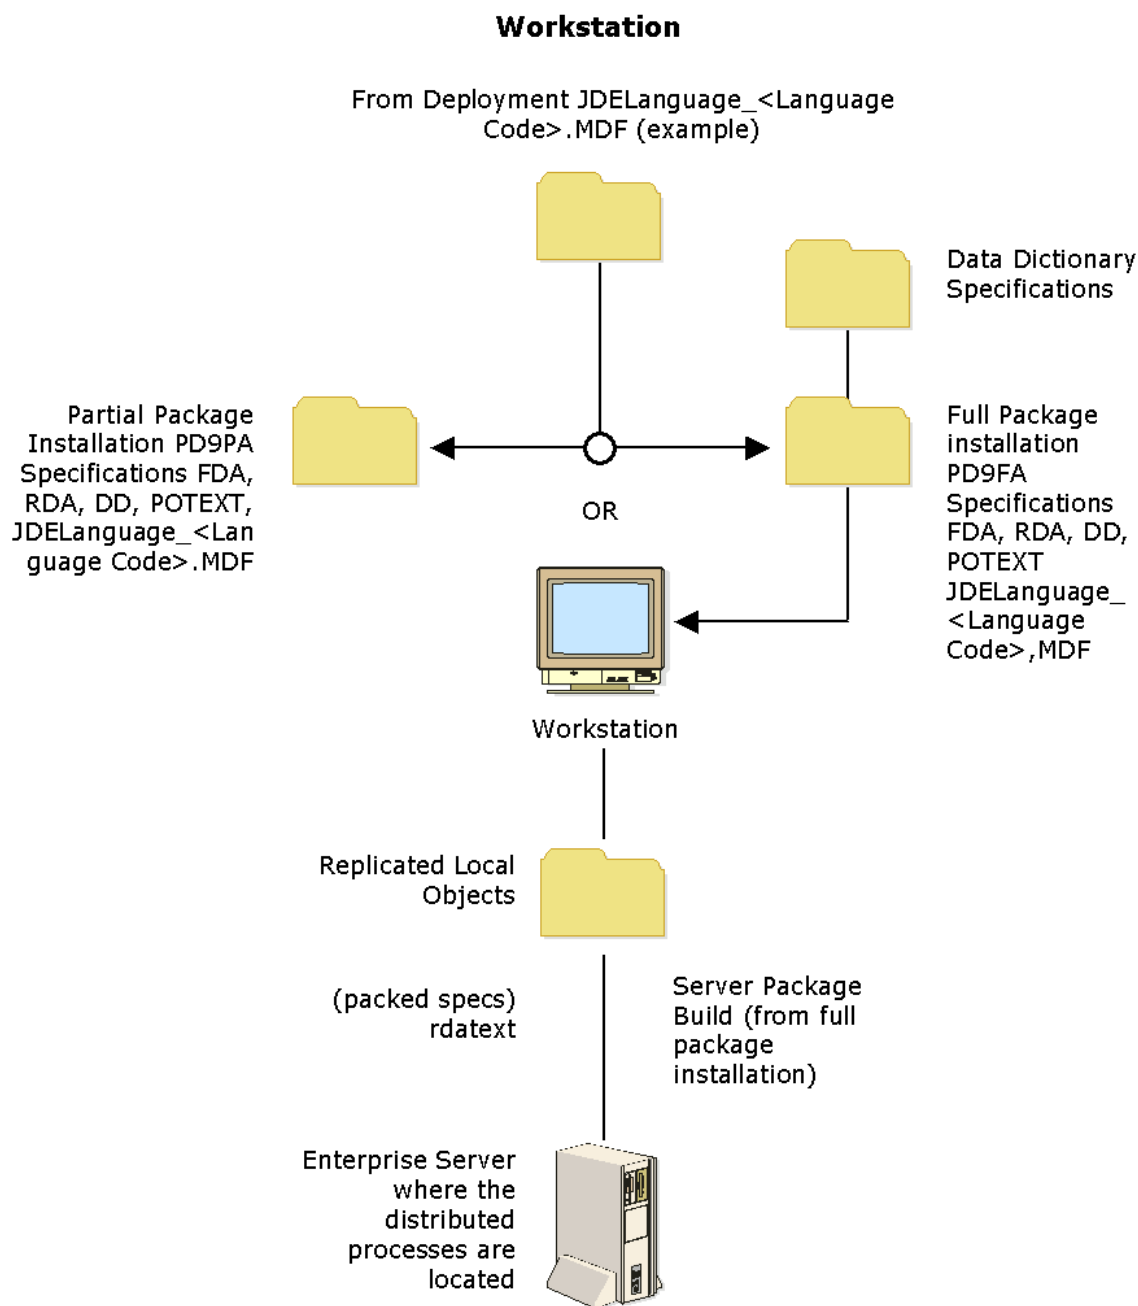 Workstation
From Deployment JDELanguage_<Language
Code>.MDF (example)
Data Dictionary
Specifications
Partial Package
Installation PD9PA
Specifications FDA,
RDA, DD, POTEXT,
JDELanguage_<Lan
guage Code>.MDF
Full Package
installation
PD9FA
Specifications
FDA, RDA, DD,
POTEXT
JDELanguage_
<Language
Code>,MDF
OR
Workstation
Replicated Local
Objects
(packed specs)
rdatext
Server Package
Build (from full
package
installation)
Enterprise Server
where the
distributed
processes are
located